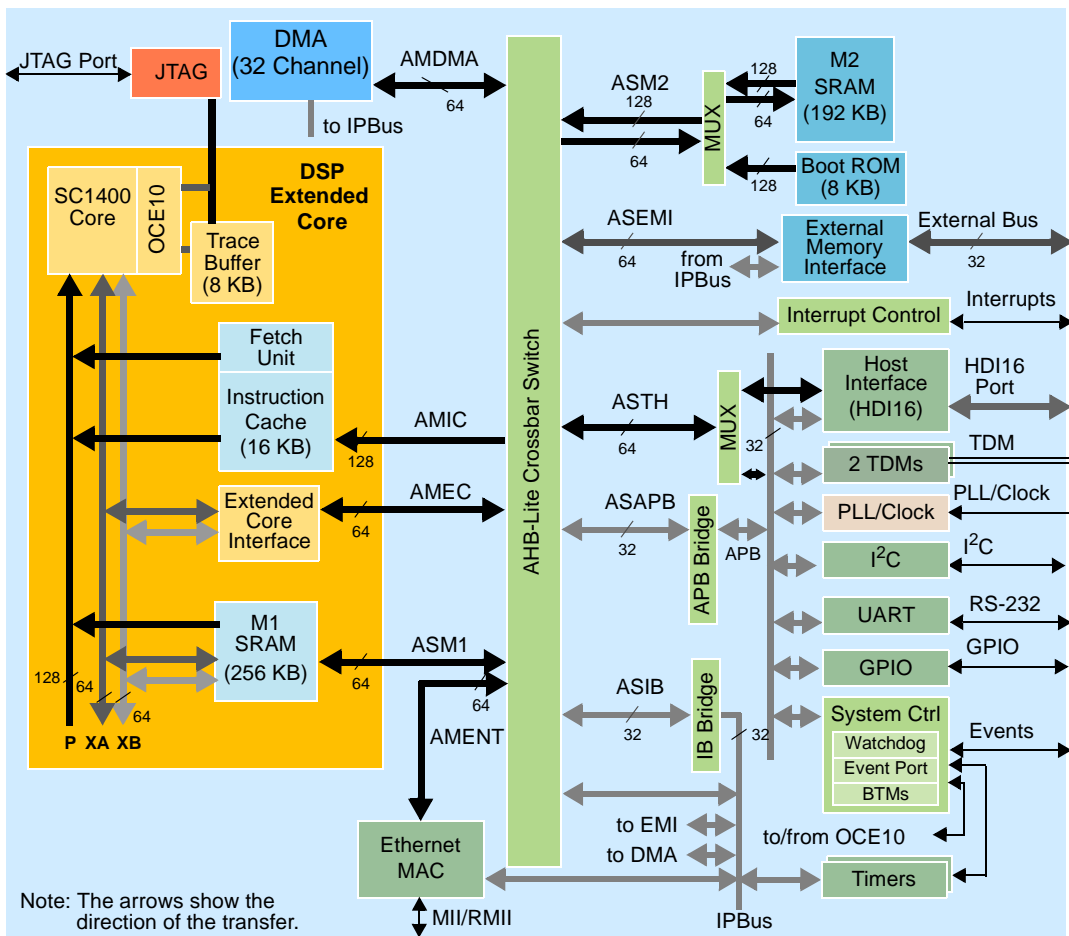 JTAG Port
JTAG
DMA
(32 Channel)
AMDMA
64
to IPBus
DSP
Extended
Core
SC1400
Core
OCE10
Trace
Buffer
(8 KB)
Fetch
Unit
Instruction
Cache
(16 KB)
AMIC
128
Extended
Core
Interface
AMEC
64
M1
SRAM
(256 KB)
ASM1
64
128
64
64
P
XA
XB
64
AMENT
Ethernet
MAC
MII/RMII
Note: The arrows show the
direction of the transfer.
AHB-Lite Crossbar Switch
ASM2
128
64
MUX
128
64
128
M2
SRAM
(192 KB)
Boot ROM
(8 KB)
ASEMI
64
from
IPBus
External
Memory
Interface
External Bus
32
Interrupt Control
Interrupts
ASTH
64
MUX
32
Host
Interface
(HDI16)
HDI16
Port
2 TDMs
TDM
ASAPB
32
APB Bridge
APB
PLL/Clock
PLL/Clock
I2C
I2C
UART
RS-232
GPIO
GPIO
ASIB
32
IB Bridge
32
System Ctrl
Watchdog
Event Port
BTMs
Events
to EMI
to DMA
to/from OCE10
Timers
IPBus